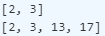 [2, 3]
[2, 3, 13, 17]